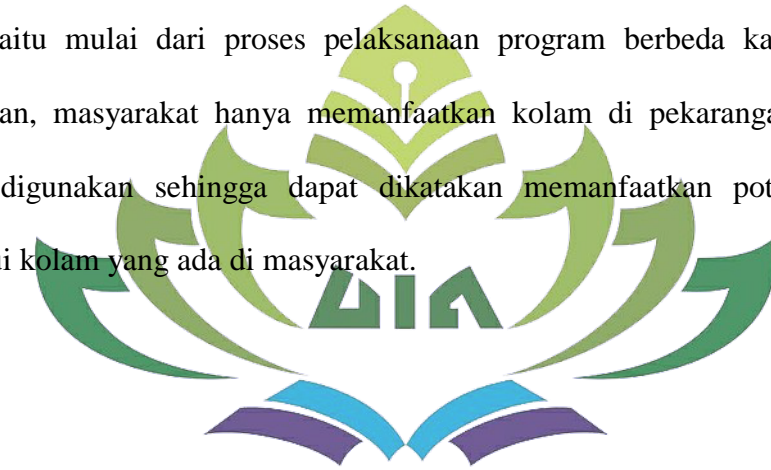 aitu mulai dari proses pelaksanaan program berbeda ka
an, masyarakat hanya memanfaatkan kolam di pekaranga
digunakan sehingga dapat dikatakan memanfaatkan pot
i kolam yang ada di masyarakat.
UIN